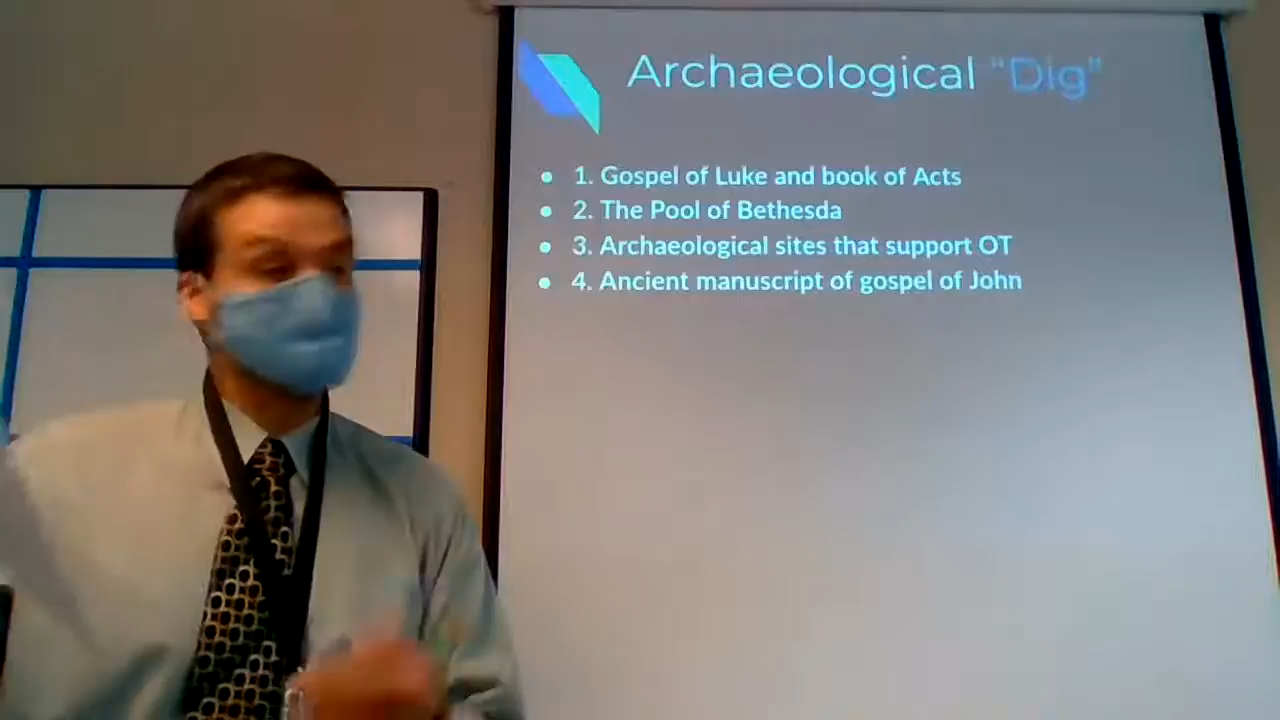 Archaeological "Dig"
• 1. Gospel of Luke and book of Acts
• 2. The Pool of Bethesda
• 3. Archaeological sites that support OT
• 4. Ancient manuscript of gospel of John